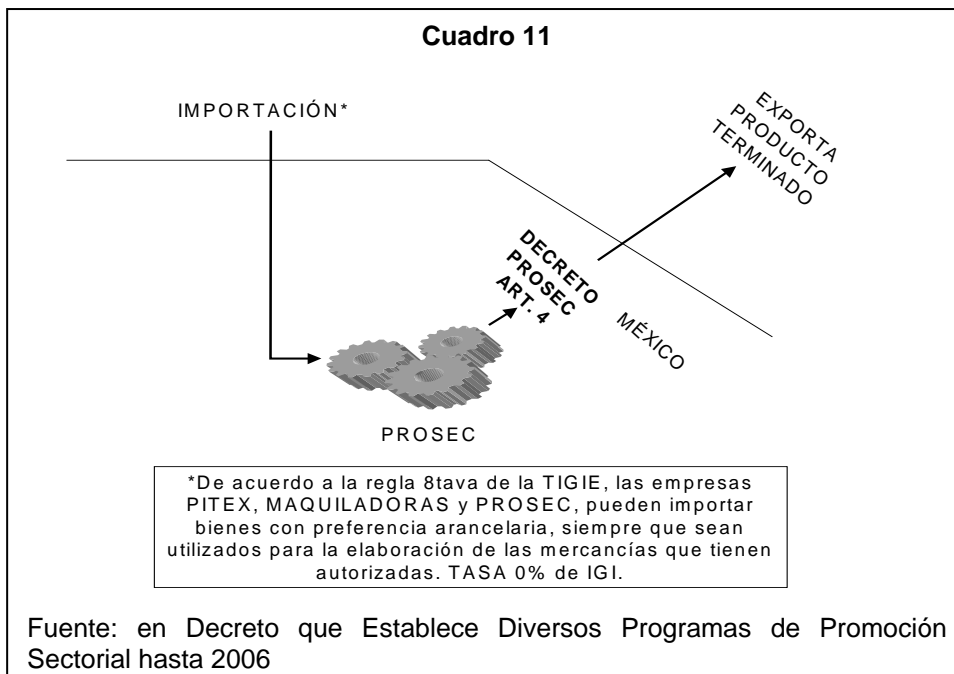 Cuadro 11
IMPORTACIÓN*
EXPORTA
PRODUCTO
TERMINADO
DECRETO
PROSEC
ART. 4
MÉXICO
PROSEC
*De acuerdo a la regla 8tava de la TIGIE, las empresas
PITEX, MAQUILADORAS y PROSEC, pueden importar
bienes con preferencia arancelaria, siempre que sean
utilizados para la elaboración de las mercancías que tienen
autorizadas. TASA 0% de IGI.
Fuente: en Decreto que Establece Diversos Programas de Promoción
Sectorial hasta 2006